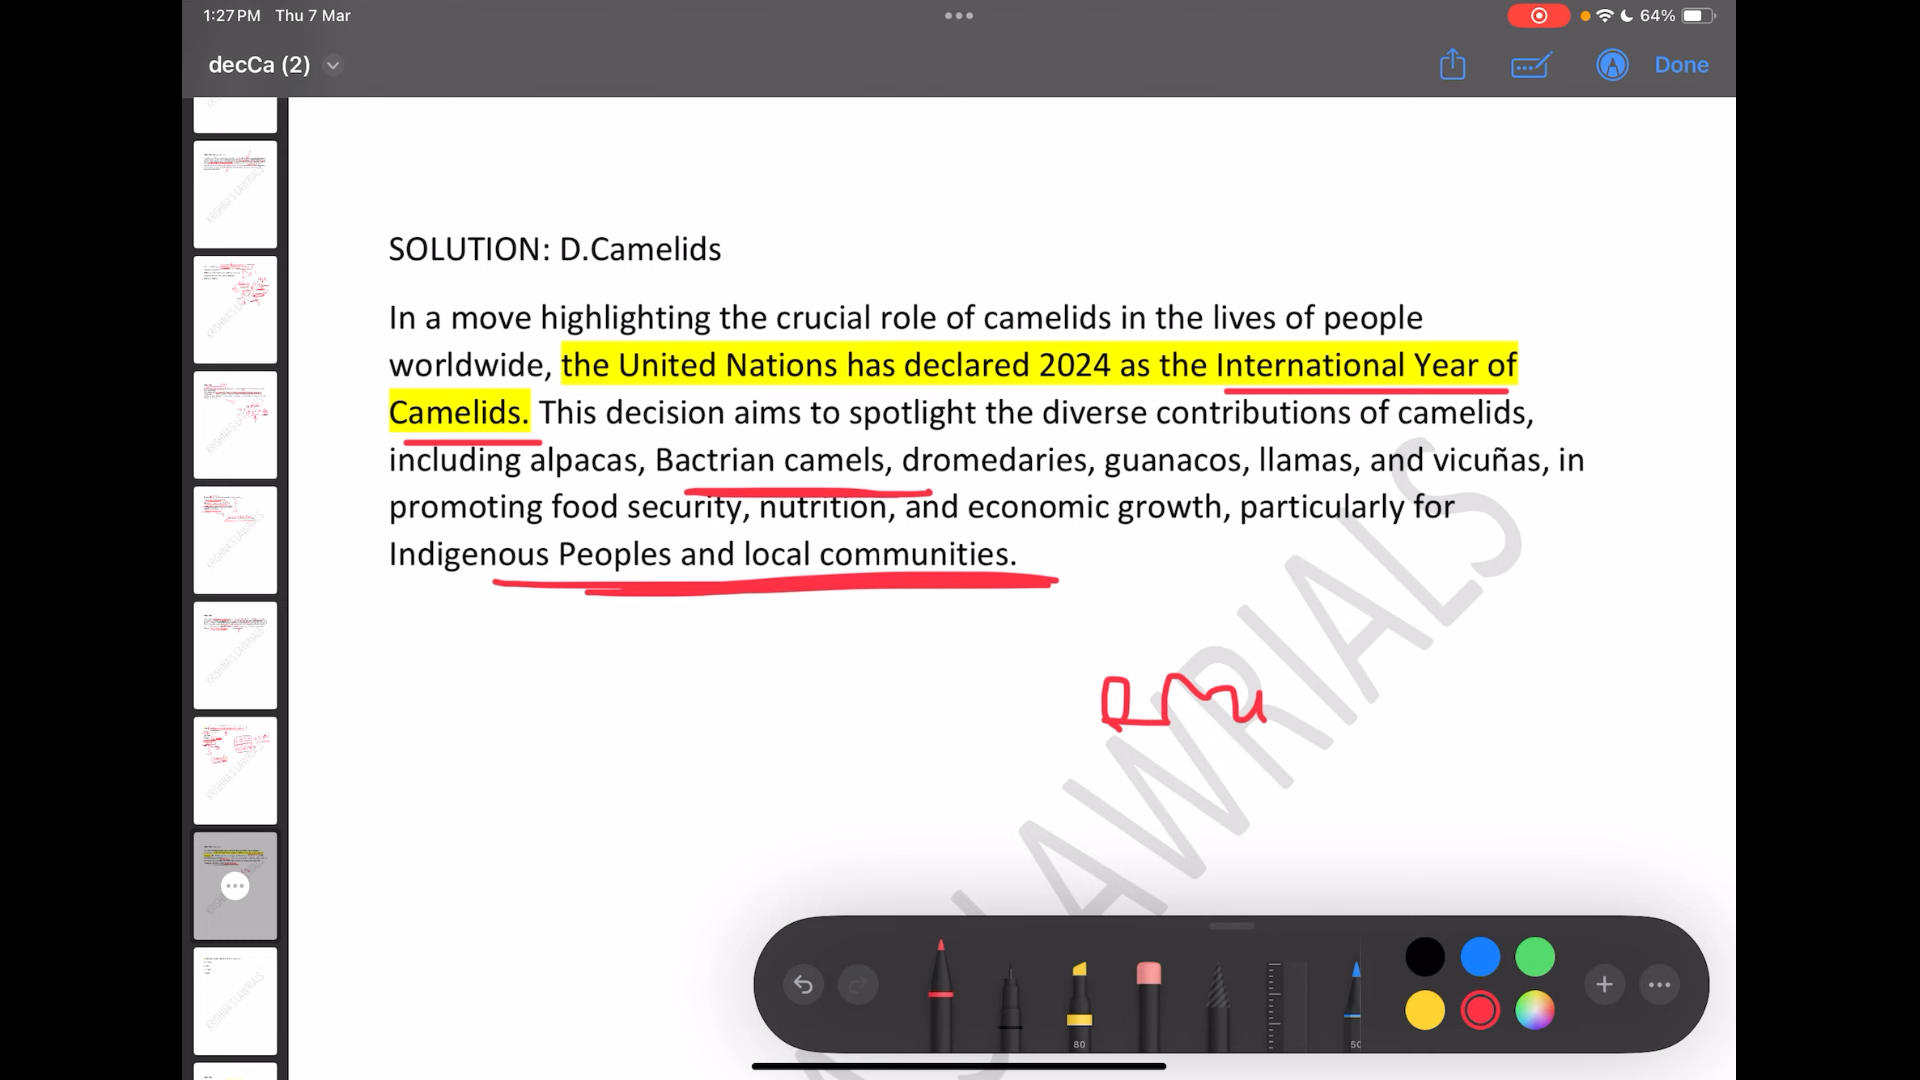 1:27 PM Thu 7 Mar
64%
decCa (2)
Done
SOLUTION: D.Camelids
In a move highlighting the crucial role of camelids in the lives of people
worldwide, the United Nations has declared 2024 as the International Year of
Camelids. This decision aims to spotlight the diverse contributions of camelids,
including alpacas, Bactrian camels, dromedaries, guanacos, llamas, and vicuñas, in
promoting food security, nutrition, and economic growth, particularly for
Indigenous Peoples and local communities.
LAWRIALS
80
50